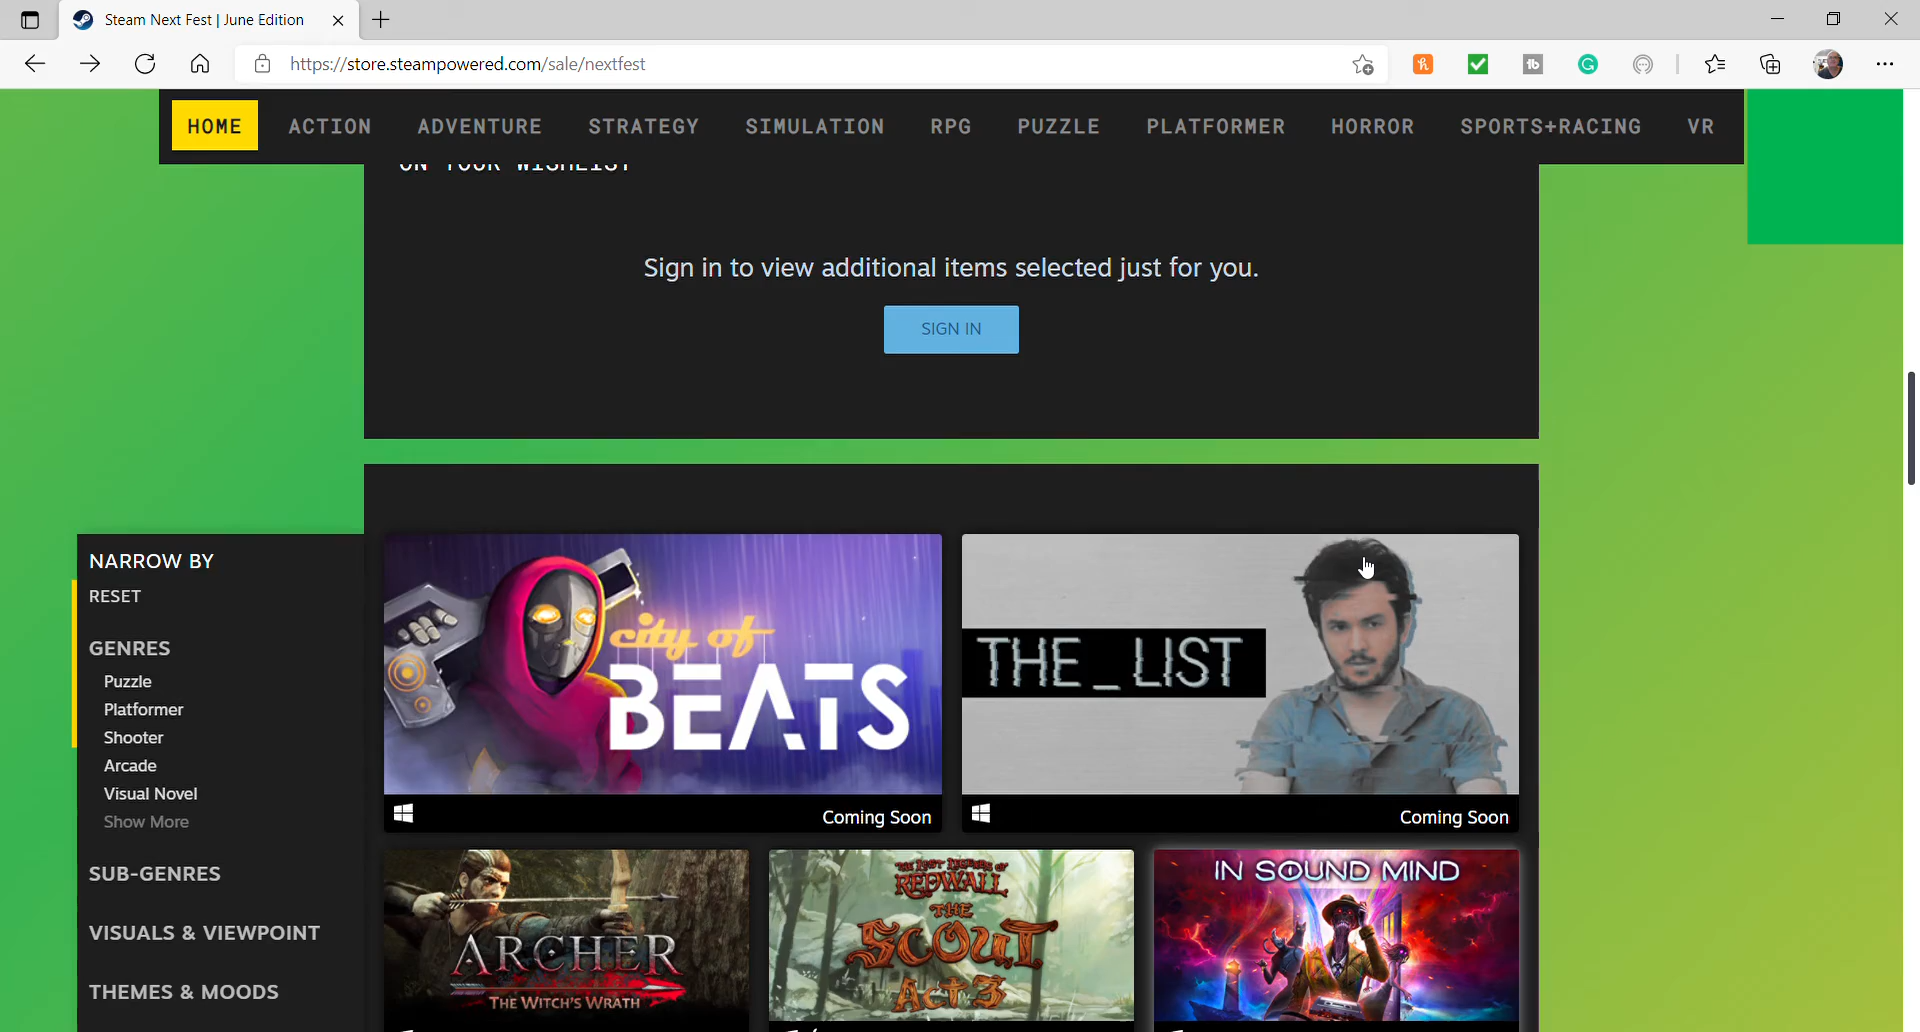 Steam Next Fest | June Edition
https://store.steampowered.com/sale/nextfest
HOME ACTION ADVENTURE STRATEGY SIMULATION RPG PUZZLE PLATFORMER HORROR SPORTS+RACING VR
ON YOUR WISHLIST
Sign in to view additional items selected just for you.
SIGN IN
NARROW BY
RESET
GENRES
Puzzle
Platformer
Shooter
Arcade
Visual Novel
Show More
SUB-GENRES
VISUALS & VIEWPOINT
THEMES & MOODS
city of
BEATS
Coming Soon
THE_LIST
Coming Soon
ARCHER
THE WITCH'S WRATH
THE LOST LEGENDS OF
REDWALL
THE
SCOUT
Act 3
IN SOUND MIND